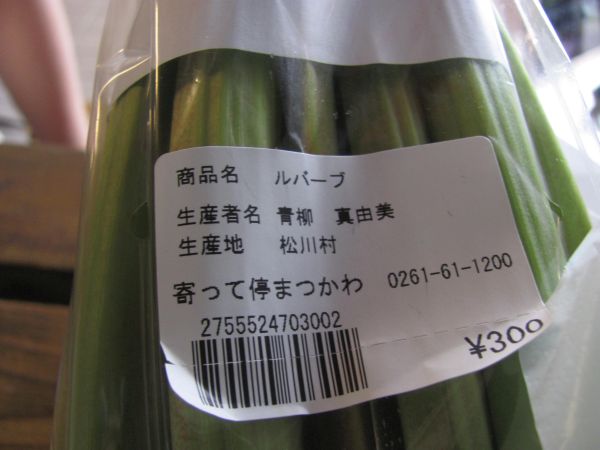 商品名　ルバーブ
生産者名 青柳　真由美
生産地　松川村
寄って停まつかわ　0261-61-1200
2755524703002
¥300